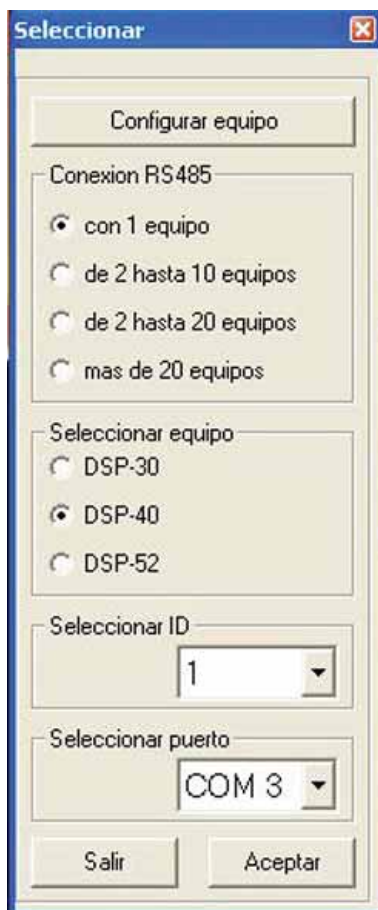 Seleccionar
Configurar equipo
Conexion RS485
con 1 equipo
de 2 hasta 10 equipos
de 2 hasta 20 equipos
mas de 20 equipos
Seleccionar equipo
DSP-30
DSP-40
DSP-52
Seleccionar ID
1
Seleccionar puerto
COM 3
Salir Aceptar